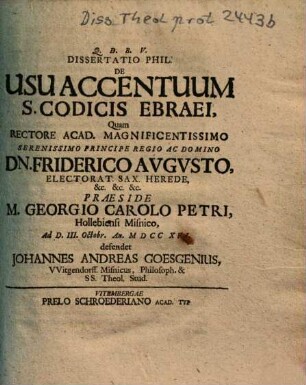 Diss Theol prot 2443b
Q. D. B. V.
DISSERTATIO PHIL.
DE
USU ACCENTUUM
S. CODICIS EBRAEI,
Quam
RECTORE ACAD. MAGNIFICENTISSIMO
SERENISSIMO PRINCIPE REGIO AC DOMINO
DN. FRIDERICO AVGVSTO,
ELECTORAT. SAX. HEREDE,
&c. &c. &c.
PRAESIDE
M. GEORGIO CAROLO PETRI,
Hollebiensi Misnico,
Ad D. III. Octobr. An. MDCC
defendet
JOHANNES ANDREAS GOESGENIUS,
VVitgendorff. Misnicus, Philosoph. &
SS. Theol. Stud.
VITEMBERGAE
PRELO SCHROEDERIANO ACAD. TYP.